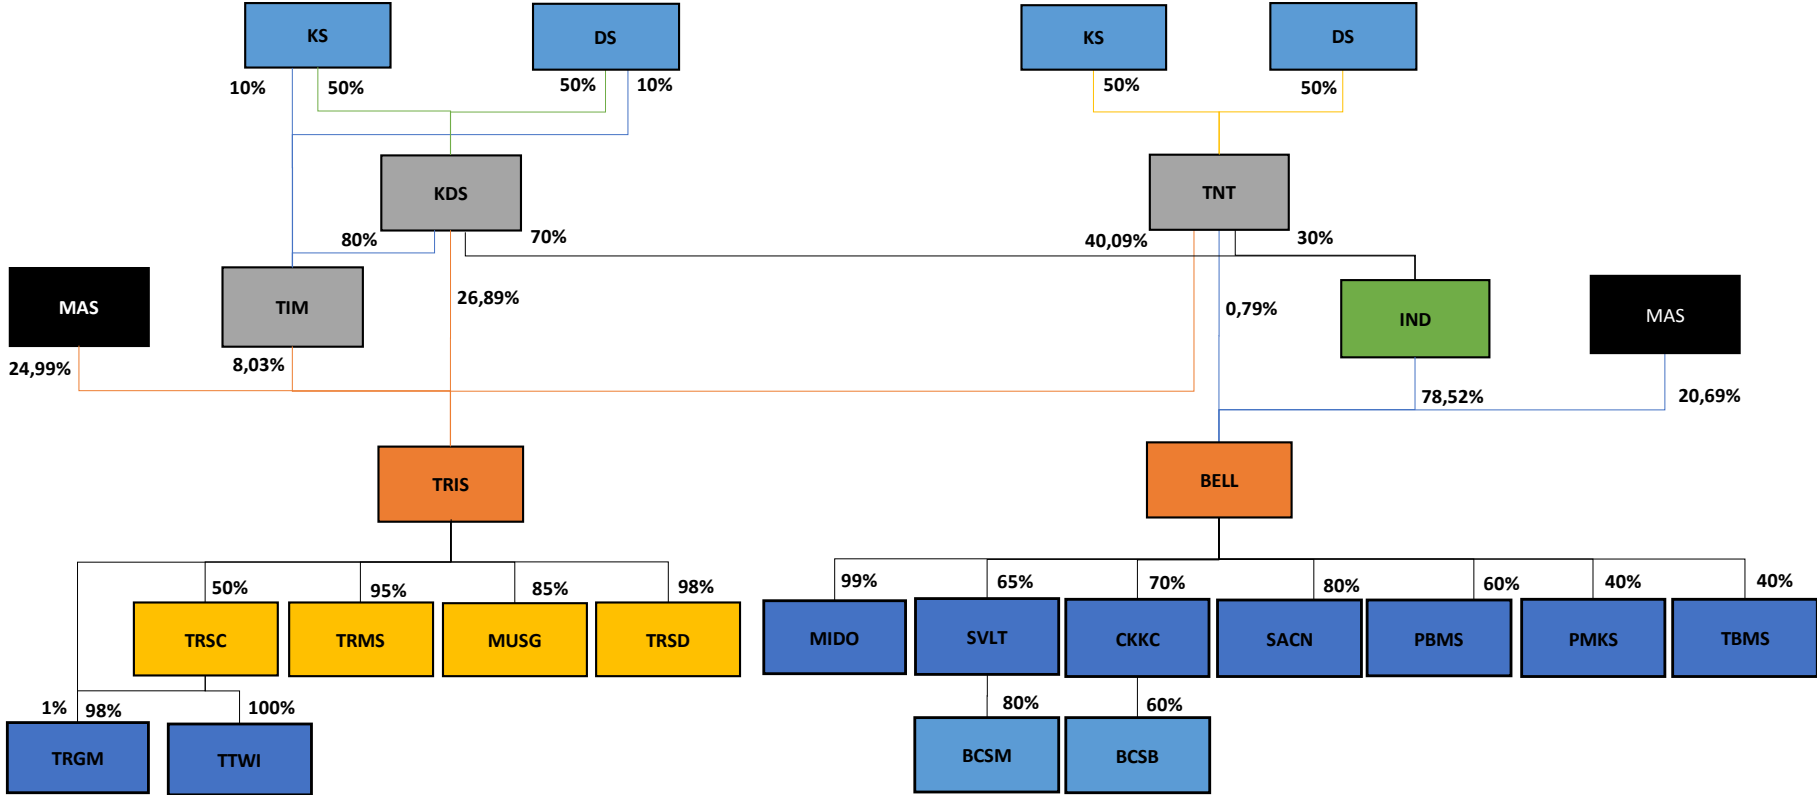 KS
DS
KS
DS
10%
50%
50%
10%
50%
50%
KDS
TNT
80%
70%
40,09%
30%
MAS
TIM
26,89%
0,79%
IND
MAS
24,99%
8,03%
78,52%
20,69%
TRIS
BELL
50%
95%
85%
98%
99%
65%
70%
80%
60%
40%
40%
TRSC
TRMS
MUSG
TRSD
MIDO
SVLT
CKKC
SACN
PBMS
PMKS
TBMS
1%
98%
100%
80%
60%
TRGM
TTWI
BCSM
BCSB